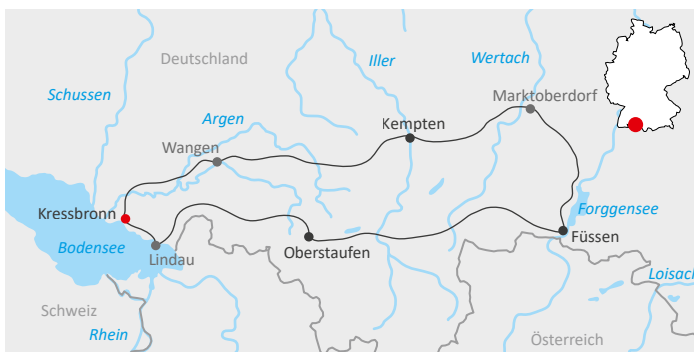 Deutschland
Iller
Wertach
Schussen
Marktoberdorf
Argen
Kempten
Wangen
Kressbronn
Forggensee
Bodensee
Oberstaufen
Füssen
Lindau
Loisach
Schweiz
Rhein
Österreich